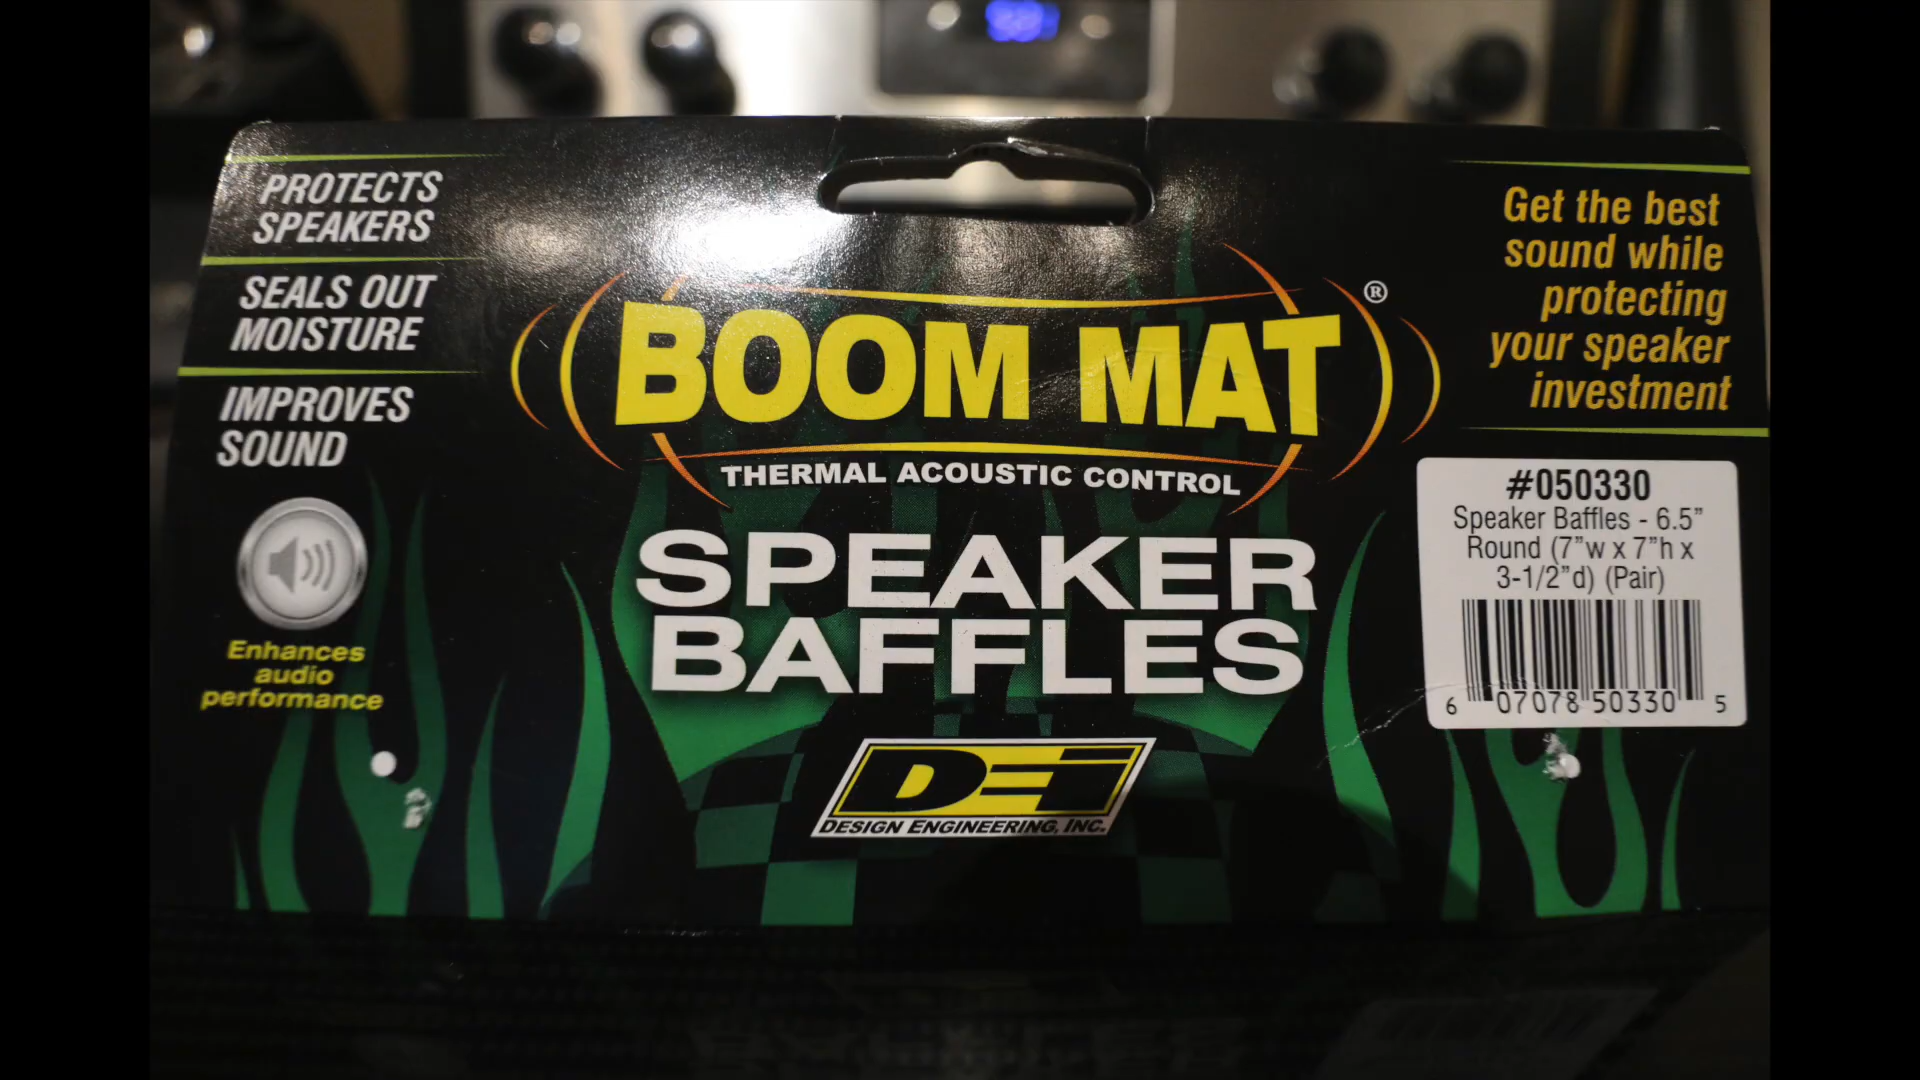 PROTECTS
SPEAKERS
SEALS OUT
MOISTURE
IMPROVES
SOUND
Enhances
audio
performance
BOOM MAT®
THERMAL ACOUSTIC CONTROL
SPEAKER
BAFFLES
DEi
DESIGN ENGINEERING, INC.
Get the best
sound while
protecting
your speaker
investment
#050330
Speaker Baffles - 6.5”
Round (7”w x 7”h x
3-1/2”d) (Pair)
6 07078 50330 5